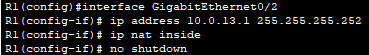 R1(config)#interface GigabitEthernet0/2
R1(config-if)# ip address 10.0.13.1 255.255.255.252
R1(config-if)# ip nat inside
R1(config-if)# no shutdown